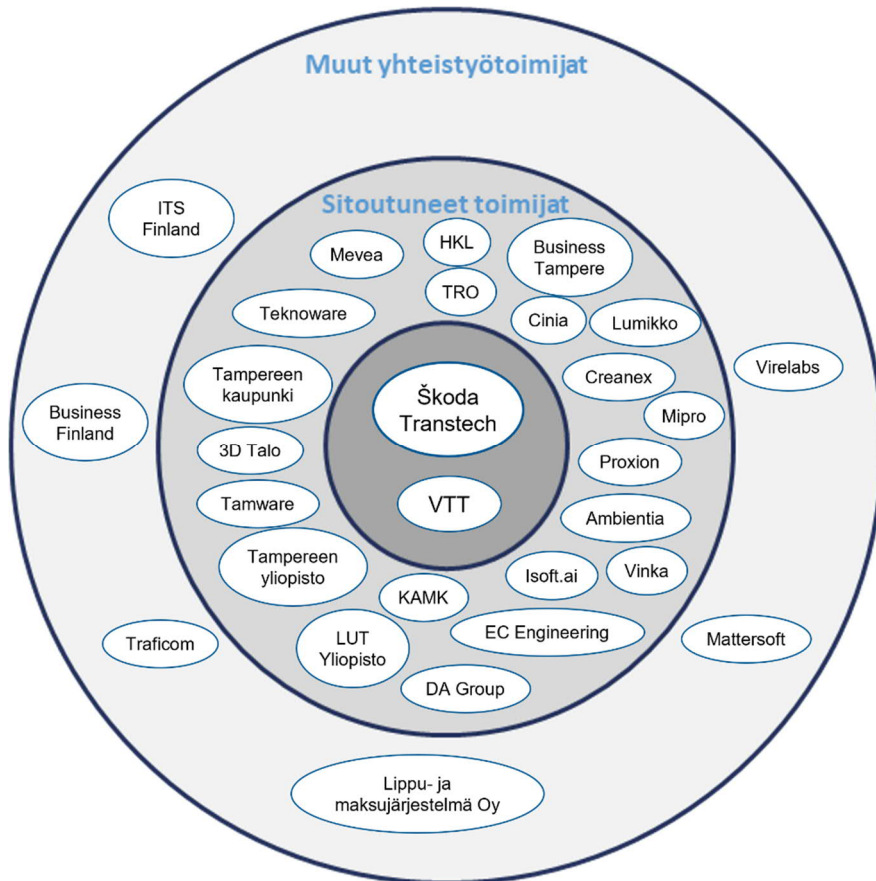 Muut yhteistyötoimijat
ITS
Finland
Business
Finland
Traficom
Lippu- ja
maksujärjestelmä Oy
Mattersoft
Virelabs
Sitoutuneet toimijat
Mevea
HKL
TRO
Business
Tampere
Cinia
Lumikko
Teknoware
Creanex
Mipro
Tampereen
kaupunki
3D Talo
Proxion
Tamware
Ambientia
Tampereen
yliopisto
Isoft.ai
Vinka
KAMK
EC Engineering
LUT
Yliopisto
DA Group
Škoda
Transtech
VTT